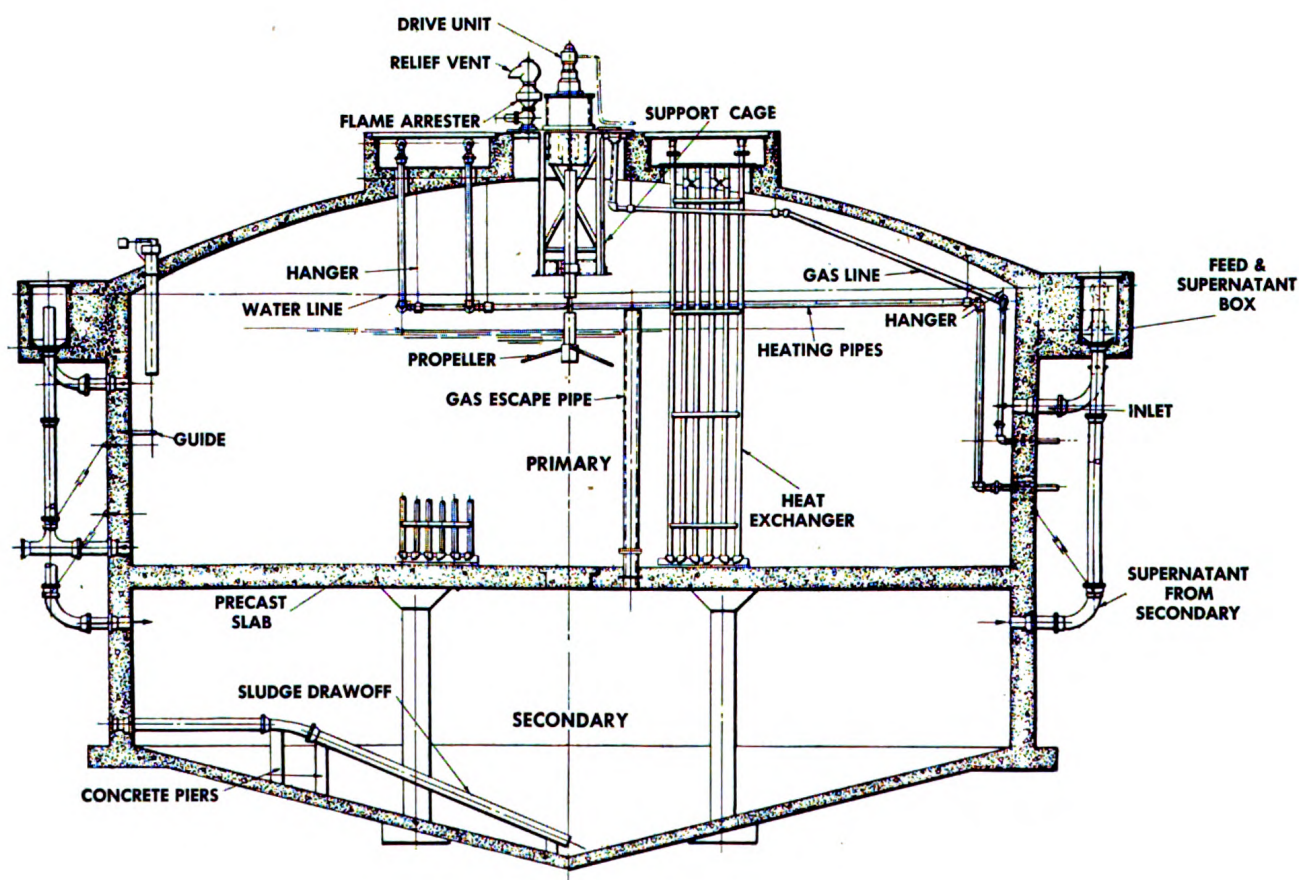 DRIVE UNIT
RELIEF VENT
FLAME ARRESTER
SUPPORT CAGE
HANGER
GAS LINE
FEED &
SUPERNATANT
BOX
WATER LINE
HANGER
HEATING PIPES
PROPELLER
GAS ESCAPE PIPE
INLET
GUIDE
PRIMARY
HEAT
EXCHANGER
PRECAST
SLAB
SUPERNATANT
FROM
SECONDARY
SLUDGE DRAWOFF
SECONDARY
CONCRETE PIERS